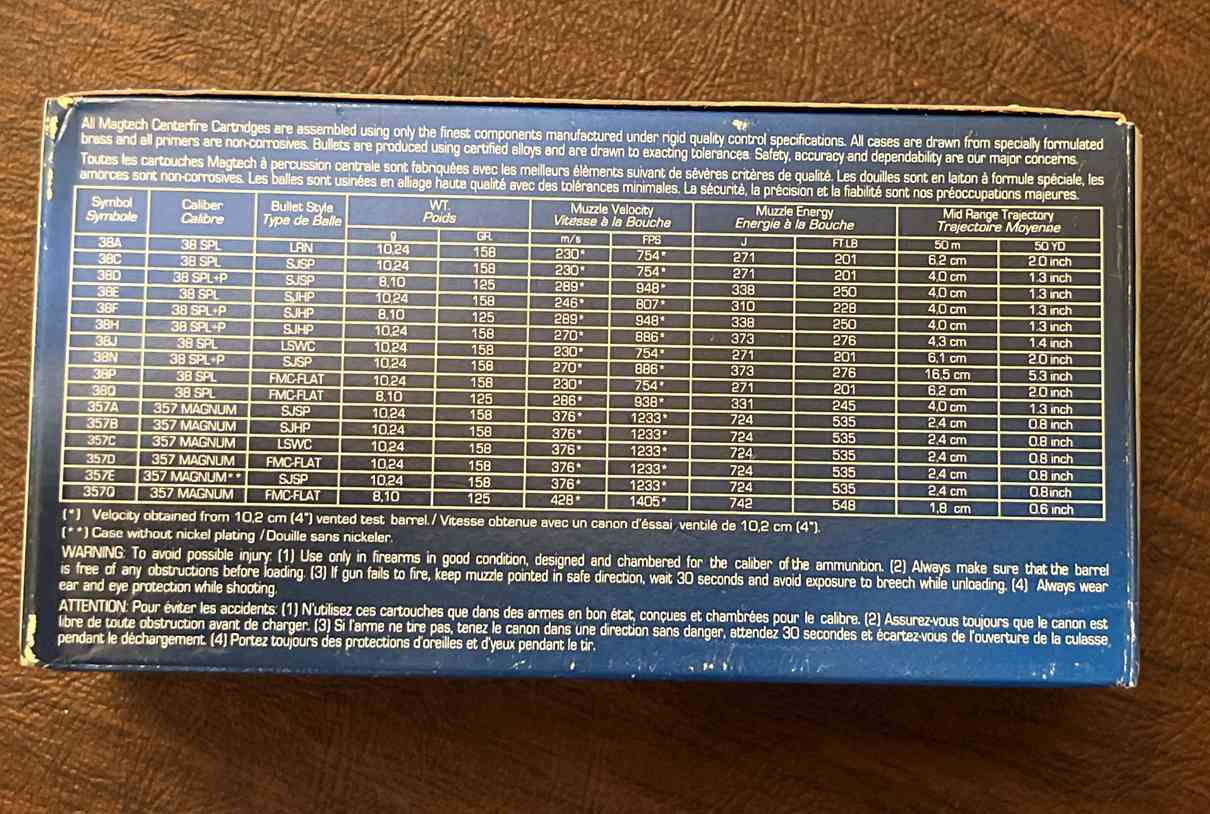 All Magtech Centerfire Cartridges are assembled using only the finest components manufactured under rigid quality control specifications. All cases are drawn from specially formulated
brass and all primers are non-corrosives. Bullets are produced using certified alloys and are drawn to exacting tolerances. Safety, accuracy and dependability are our major concerns.
Toutes les cartouches Magtech à percussion centrale sont fabriquées avec les meilleurs élèments suivant de sévères critères de qualité. Les douilles sont en laiton à formule spéciale, les
amorces sont non-corrosives. Les balles sont usinées en alliage haute qualité avec des tolérances minimales. La sécurité, la précision et la fiabilité sont nos préoccupations majeures.
Symbol Caliber Bullet Style WT. Muzzle Velocity Muzzle Energy Mid Range Trajectory
Symbole Calibre Type de Balle Poids Vitesse à la Bouche Energie à la Bouche Trajectoire Moyenne
g GR. m/s FPS J FT.LB 50 m 50 YD
38A 38 SPL LRN 10,24 158 230* 754* 271 201 6,2 cm 2.0 inch
38C 38 SPL SJSP 10,24 158 230* 754* 271 201 4,0 cm 1.3 inch
38D 38 SPL+P SJSP 8,10 125 289* 948* 338 250 4,0 cm 1.3 inch
38E 38 SPL SJHP 10,24 158 246* 807* 310 228 4,0 cm 1.3 inch
38F 38 SPL+P SJHP 8,10 125 289* 948* 338 250 4,0 cm 1.3 inch
38H 38 SPL+P SJHP 10,24 158 270* 886* 373 276 4,3 cm 1.4 inch
38J 38 SPL LSWC 10,24 158 230* 754* 271 201 6,1 cm 2.0 inch
38N 38 SPL+P SJSP 10,24 158 270* 886* 373 276 16,5 cm 5.3 inch
38P 38 SPL FMC-FLAT 10,24 158 230* 754* 271 201 6,2 cm 2.0 inch
38Q 38 SPL FMC-FLAT 8,10 125 286* 938* 331 245 4,0 cm 1.3 inch
357A 357 MAGNUM SJSP 10,24 158 376* 1233* 724 535 2,4 cm 0.8 inch
357B 357 MAGNUM SJHP 10,24 158 376* 1233* 724 535 2,4 cm 0.8 inch
357C 357 MAGNUM LSWC 10,24 158 376* 1233* 724 535 2,4 cm 0.8 inch
357D 357 MAGNUM FMC-FLAT 10,24 158 376* 1233* 724 535 2,4 cm 0.8 inch
357E 357 MAGNUM** SJSP 10,24 158 376* 1233* 724 535 2,4 cm 0.8 inch
357Q 357 MAGNUM FMC-FLAT 8,10 125 428* 1405* 742 548 1,8 cm 0.6 inch
(*) Velocity obtained from 10,2 cm (4") vented test barrel. / Vitesse obtenue avec un canon d'éssai ventilé de 10,2 cm (4").
(**) Case without nickel plating / Douille sans nickeler.
WARNING: To avoid possible injury: (1) Use only in firearms in good condition, designed and chambered for the caliber of the ammunition. (2) Always make sure that the barrel
is free of any obstructions before loading. (3) If gun fails to fire, keep muzzle pointed in safe direction, wait 30 seconds and avoid exposure to breech while unloading. (4) Always wear
ear and eye protection while shooting.
ATTENTION: Pour éviter les accidents: (1) N'utilisez ces cartouches que dans des armes en bon état, conçues et chambrées pour le calibre. (2) Assurez-vous toujours que le canon est
libre de toute obstruction avant de charger. (3) Si l'arme ne tire pas, tenez le canon dans une direction sans danger, attendez 30 secondes et écartez-vous de l'ouverture de la culasse,
pendant le déchargement. (4) Portez toujours des protections d'oreilles et d'yeux pendant le tir.